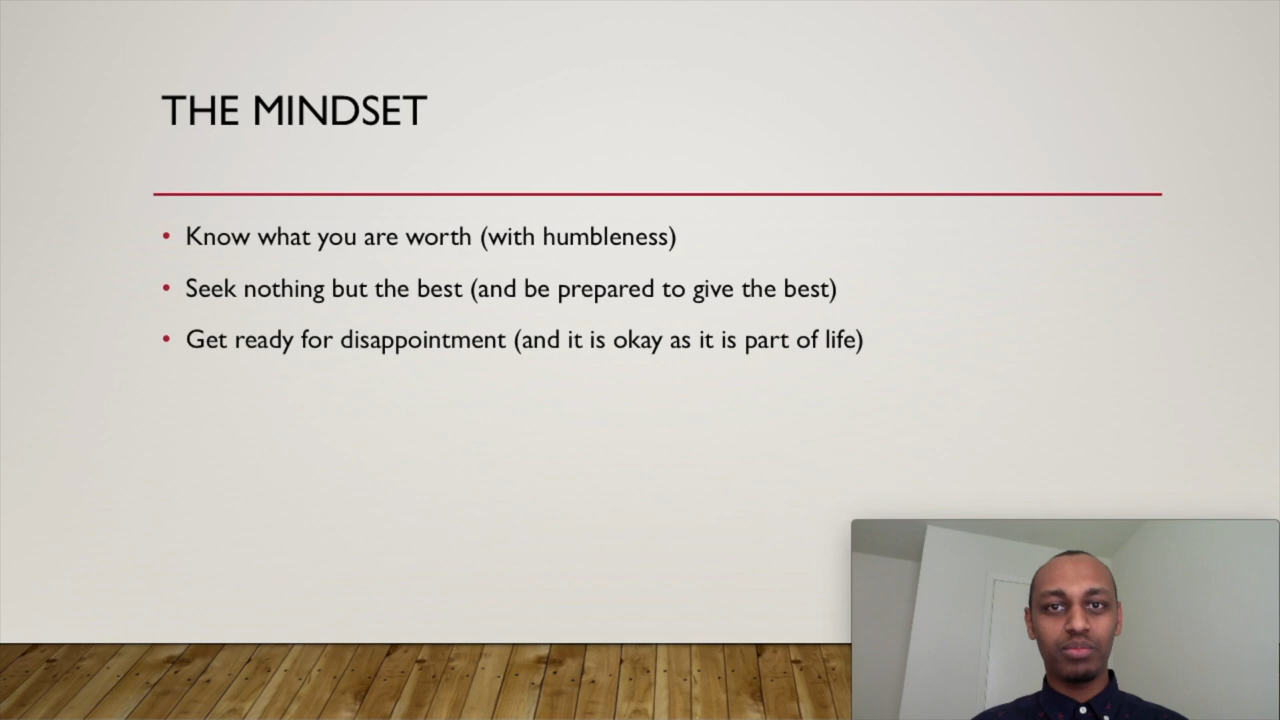 THE MINDSET
• Know what you are worth (with humbleness)
• Seek nothing but the best (and be prepared to give the best)
• Get ready for disappointment (and it is okay as it is part of life)